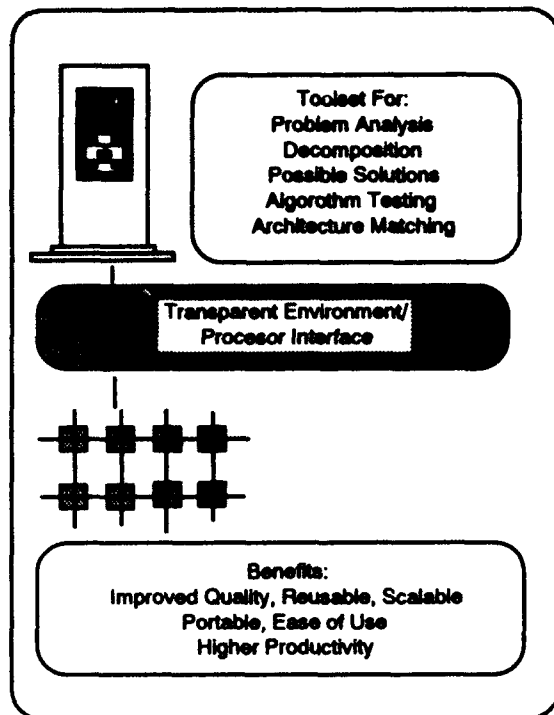 Toolset For:
Problem Analysis
Decomposition
Possible Solutions
Algorothm Testing
Architecture Matching
Transparent Environment/
Procesor Interface
Benefits:
Improved Quality, Reusable, Scalable
Portable, Ease of Use
Higher Productivity